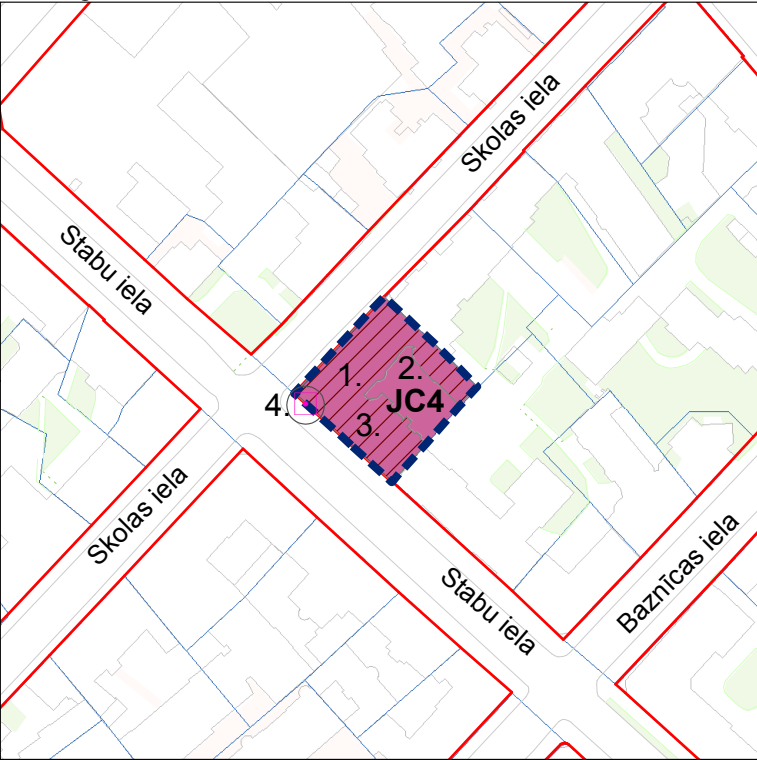 Skolas iela
Stabu iela
1.
2.
JC4
4.
3.
Skolas iela
Stabu iela
Baznīcas iela